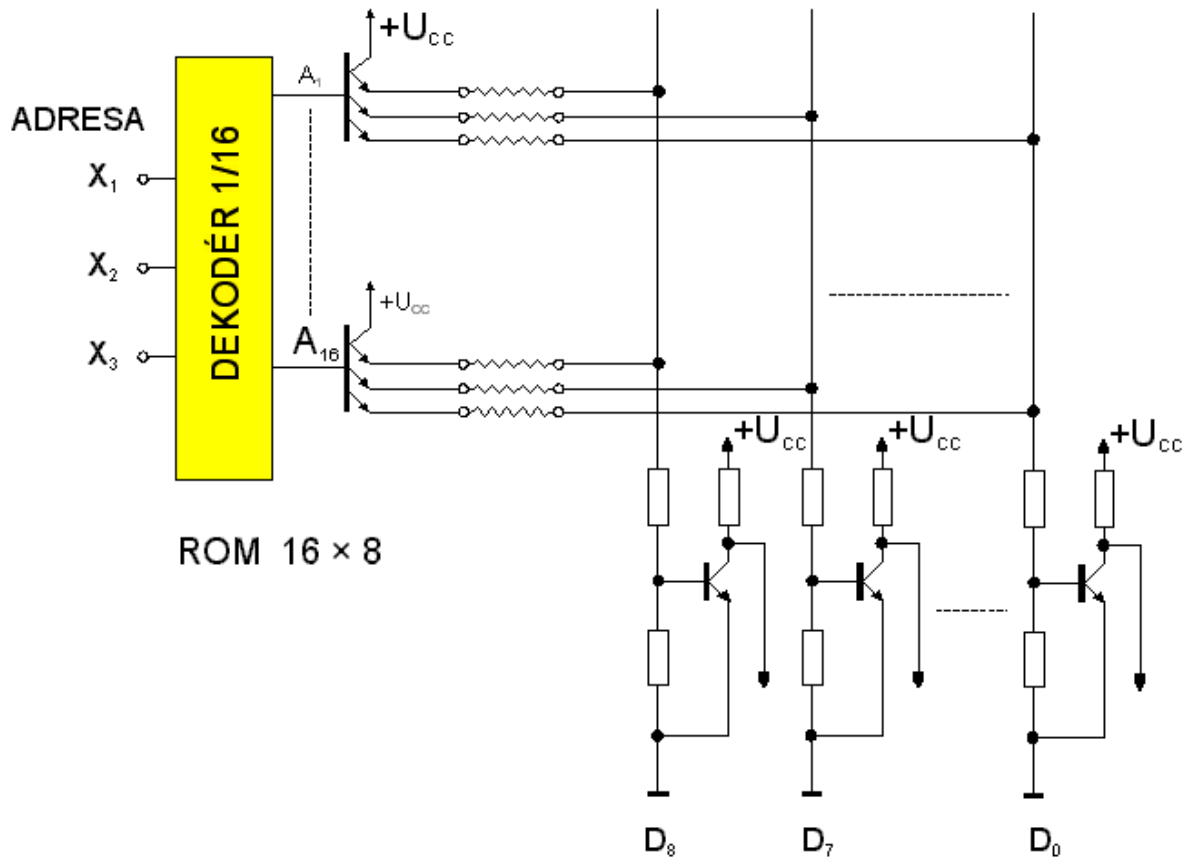 +Ucc
A1
ADRESA
X1
X2
X3
DEKODÉR 1/16
+Ucc
A16
+Ucc
+Ucc
+Ucc
ROM 16 × 8
D8
D7
D0